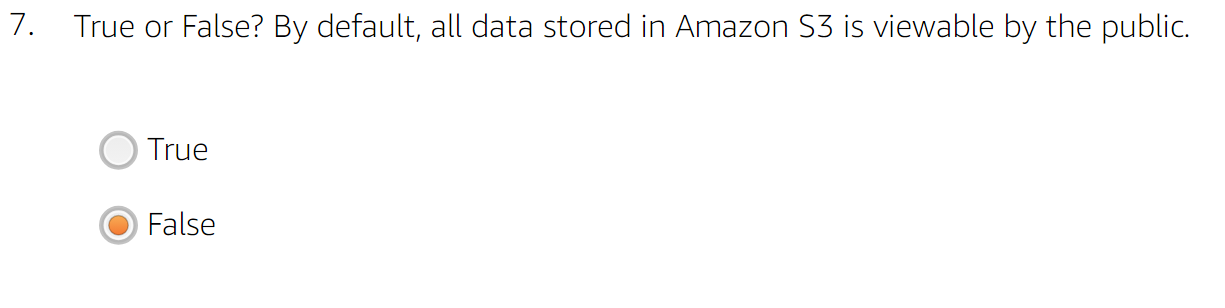 7. True or False? By default, all data stored in Amazon S3 is viewable by the public.
True
False